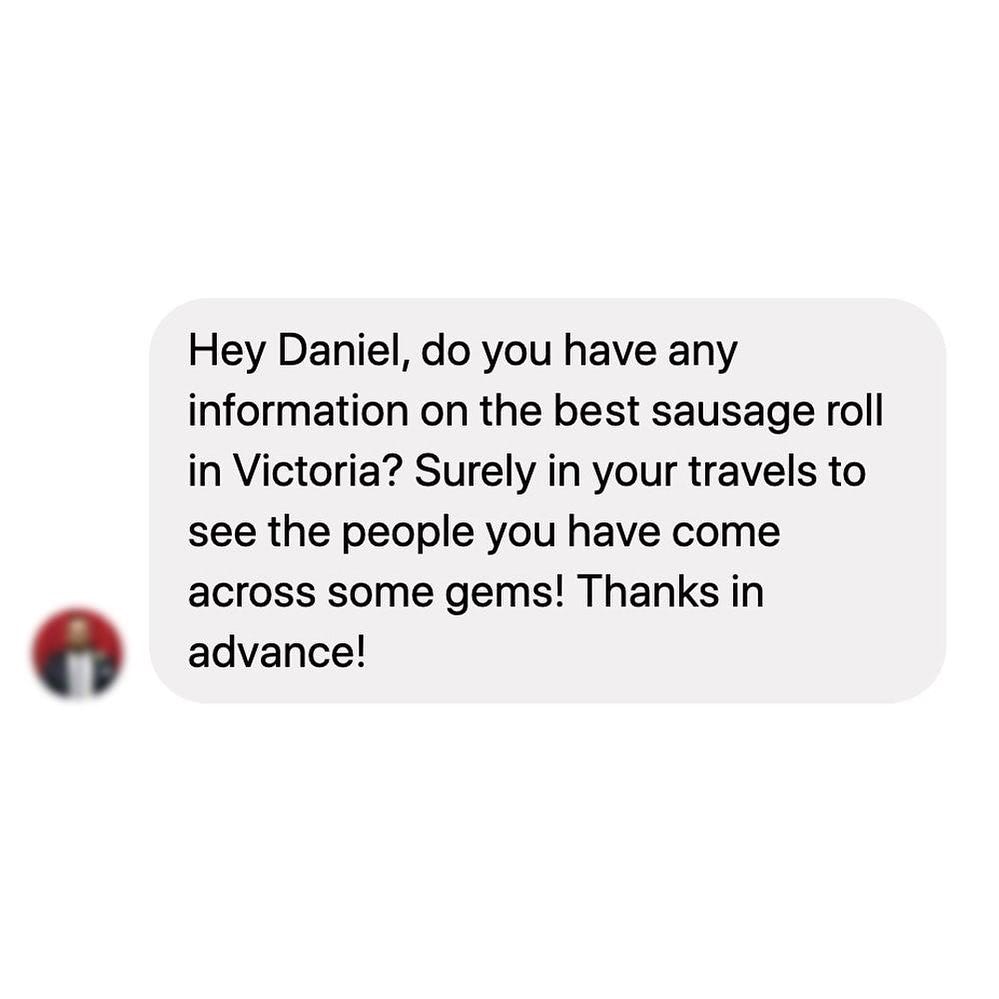 Hey Daniel, do you have any
information on the best sausage roll
in Victoria? Surely in your travels to
see the people you have come
across some gems! Thanks in
advance!